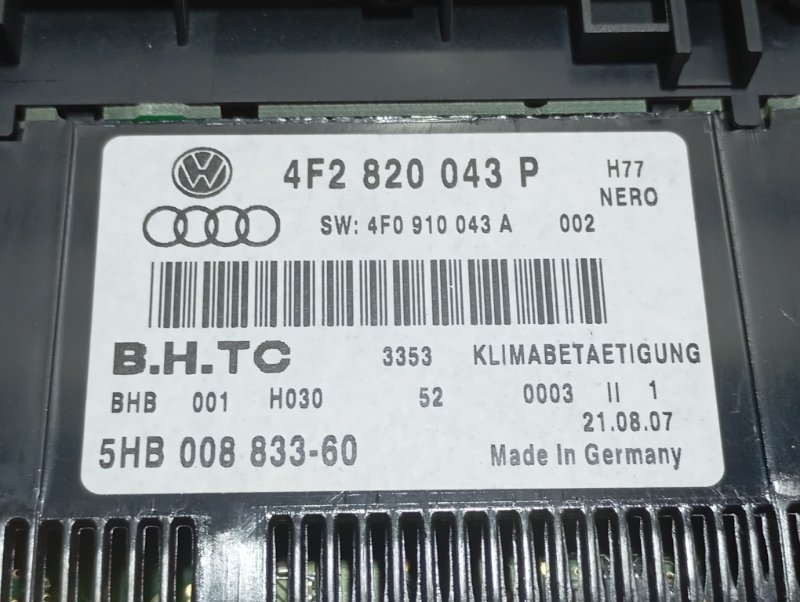 4F2 820 043 P H77
NERO
SW: 4F0 910 043 A 002
B.H.TC 3353 KLIMABETAETIGUNG
BHB 001 H030 52 0003 II 1
21.08.07
5HB 008 833-60 Made In Germany